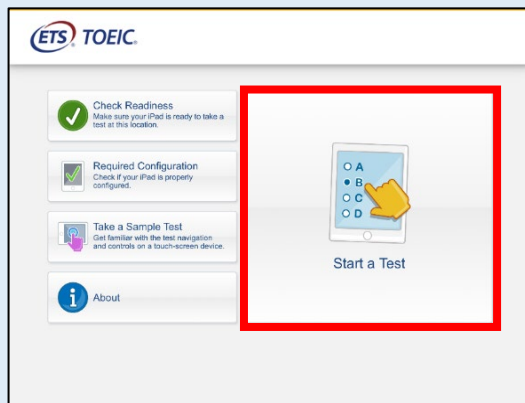 ETS TOEIC®
Check Readiness
Make sure your iPad is ready to take a
test at this location.
Required Configuration
Check if your iPad is properly
configured.
Take a Sample Test
Get familiar with the test navigation
and controls on a touch-screen device.
About
A
B
C
D
Start a Test